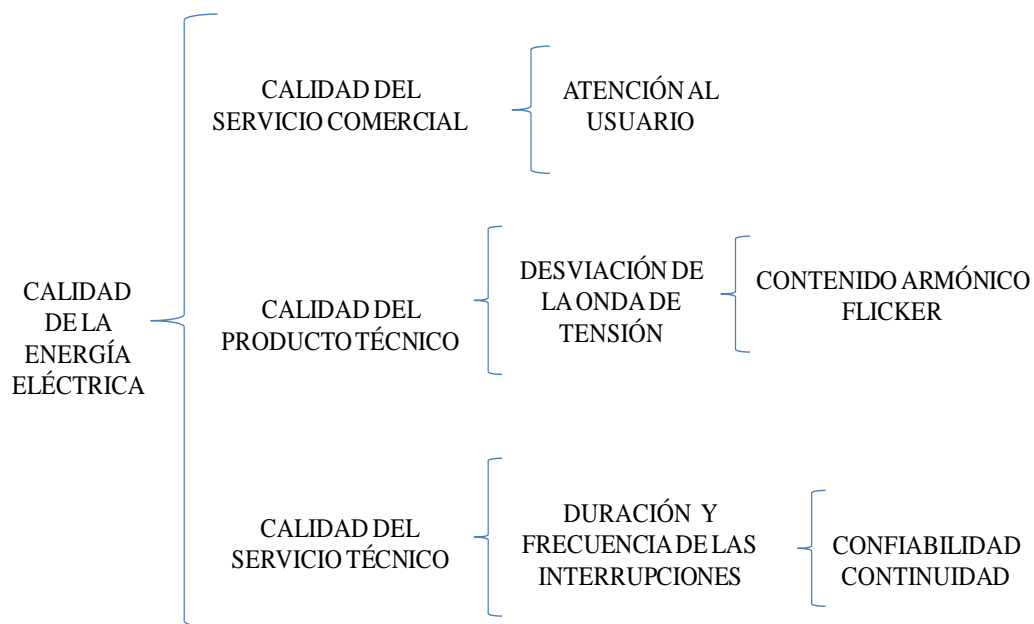 CALIDAD
DE LA
ENERGÍA
ELÉCTRICA
CALIDAD DEL
SERVICIO COMERCIAL
ATENCIÓN AL
USUARIO
CALIDAD DEL
PRODUCTO TÉCNICO
DESVIACIÓN DE
LA ONDA DE
TENSIÓN
CONTENIDO ARMÓNICO
FLICKER
CALIDAD DEL
SERVICIO TÉCNICO
DURACIÓN Y
FRECUENCIA DE LAS
INTERRUPCIONES
CONFIABILIDAD
CONTINUIDAD